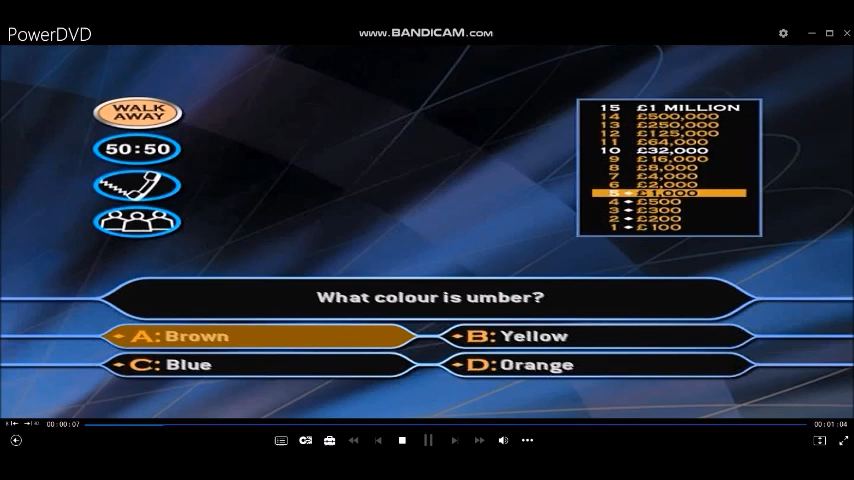 PowerDVD
www.BANDICAM.com
WALK
AWAY
50:50
15 £1 MILLION
14 £500,000
13 £250,000
12 £125,000
11 £64,000
10 £32,000
9 £16,000
8 £8,000
7 £4,000
6 £2,000
5 £1,000
4 £500
3 £300
2 £200
1 £100
What colour is umber?
A: Brown
B: Yellow
C: Blue
D: Orange
00:00:07
00:01:04